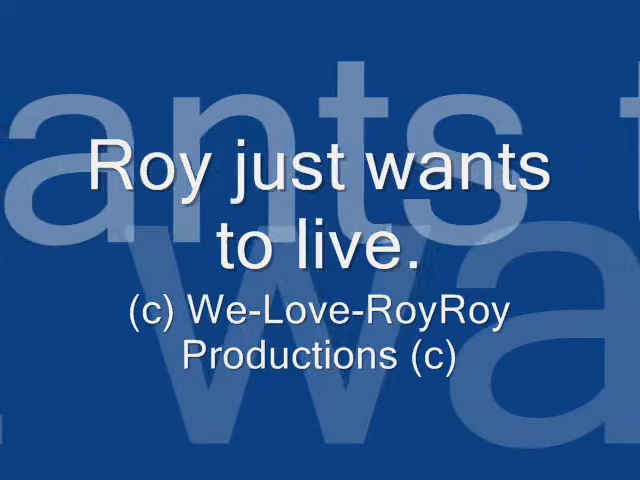 Roy just wants
to live.
(c) We-Love-RoyRoy
Productions (c)